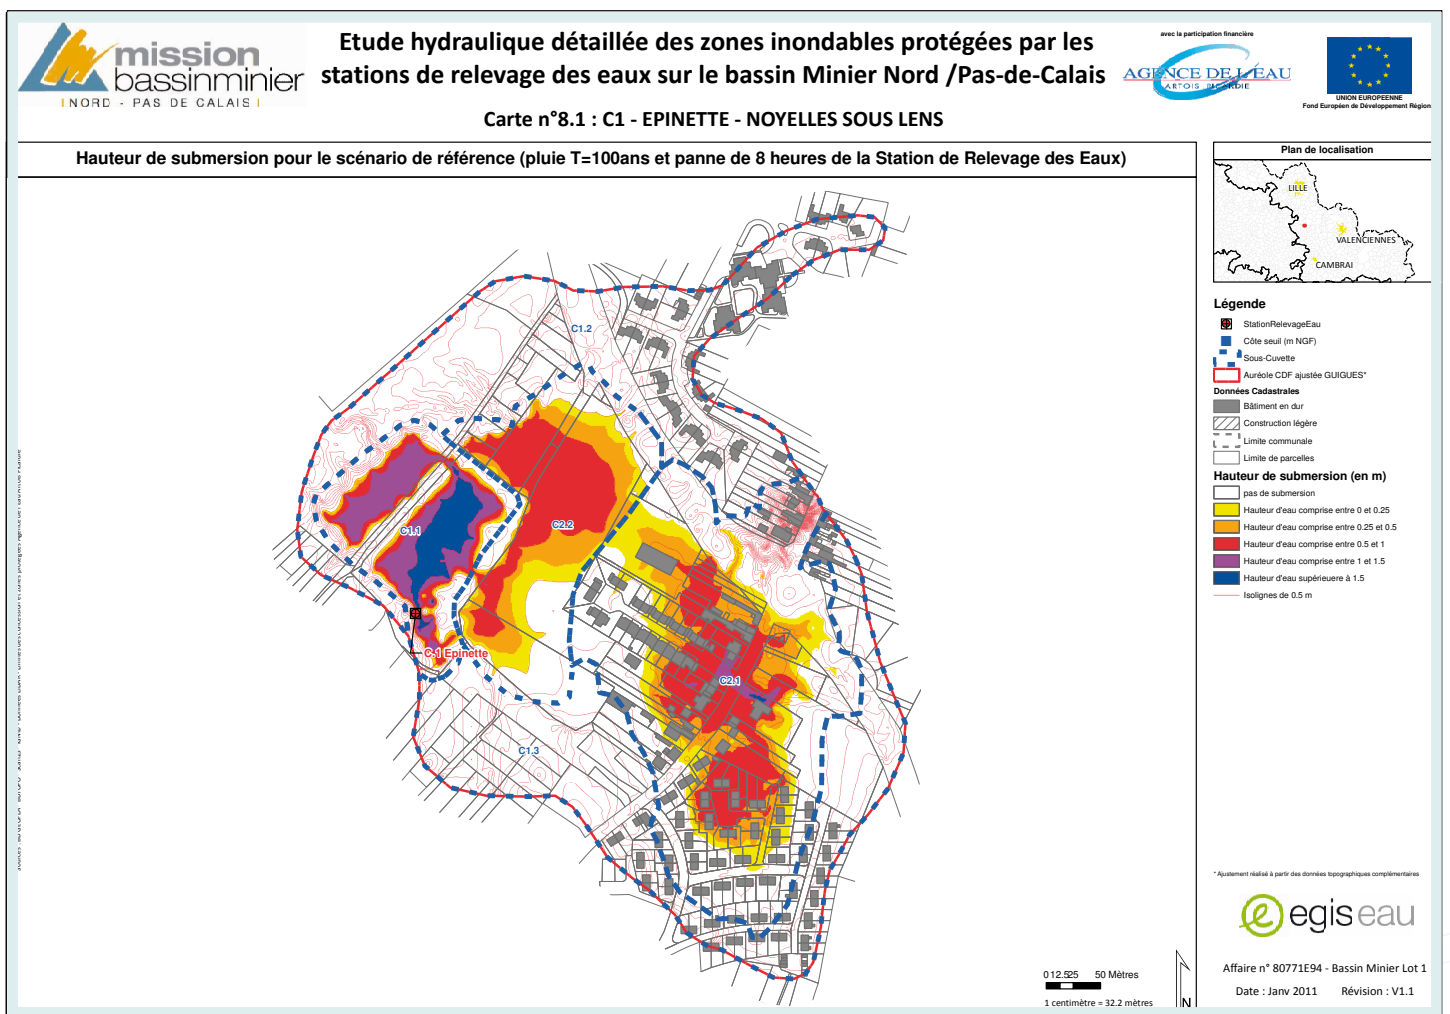 mission
bassinminier
NORD - PAS DE CALAIS
Etude hydraulique détaillée des zones inondables protégées par les
stations de relevage des eaux sur le bassin Minier Nord /Pas-de-Calais
Carte n°8.1 : C1 - EPINETTE - NOYELLES SOUS LENS
avec la participation financière
AGENCE DE L'EAU
ARTOIS PICARDIE
UNION EUROPEENNE
Fond Européen de Développement Région
Hauteur de submersion pour le scénario de référence (pluie T=100ans et panne de 8 heures de la Station de Relevage des Eaux)
Plan de localisation
LILLE
VALENCIENNES
CAMBRAI
Légende
StationRelevageEau
Côte seuil (m NGF)
Sous-Cuvette
Auréole CDF ajustée GUIGUES*
Données Cadastrales
Bâtiment en dur
Construction légère
Limite communale
Limite de parcelles
Hauteur de submersion (en m)
pas de submersion
Hauteur d'eau comprise entre 0 et 0.25
Hauteur d'eau comprise entre 0.25 et 0.5
Hauteur d'eau comprise entre 0.5 et 1
Hauteur d'eau comprise entre 1 et 1.5
Hauteur d'eau supérieuere à 1.5
Isolignes de 0.5 m
C1.2
C1.1
C2.2
C-1 Epinette
C2.1
C1.3
* Ajustement réalisé à partir des données topographiques complémentaires
egis eau
Affaire n° 80771E94 - Bassin Minier Lot 1
Date : Janv 2011 Révision : V1.1
0 12.5 25 50 Mètres
1 centimètre = 32.2 mètres
N